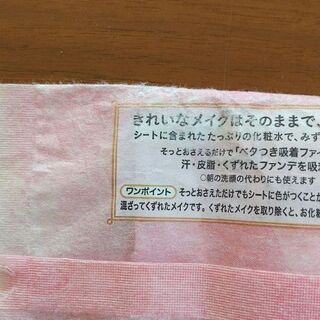 きれいなメイクはそのままで、
シートに含まれたたっぷりの化粧水で、みず
そっとおさえるだけで「ベタつき吸着ファイ
汗・皮脂・くずれたファンデを吸
○朝の洗顔の代わりにも使えます
ワンポイント そっとおさえただけでもシートに色がつくことが
混ざってくずれたメイクです。くずれたメイクを取り除くと、お化粧